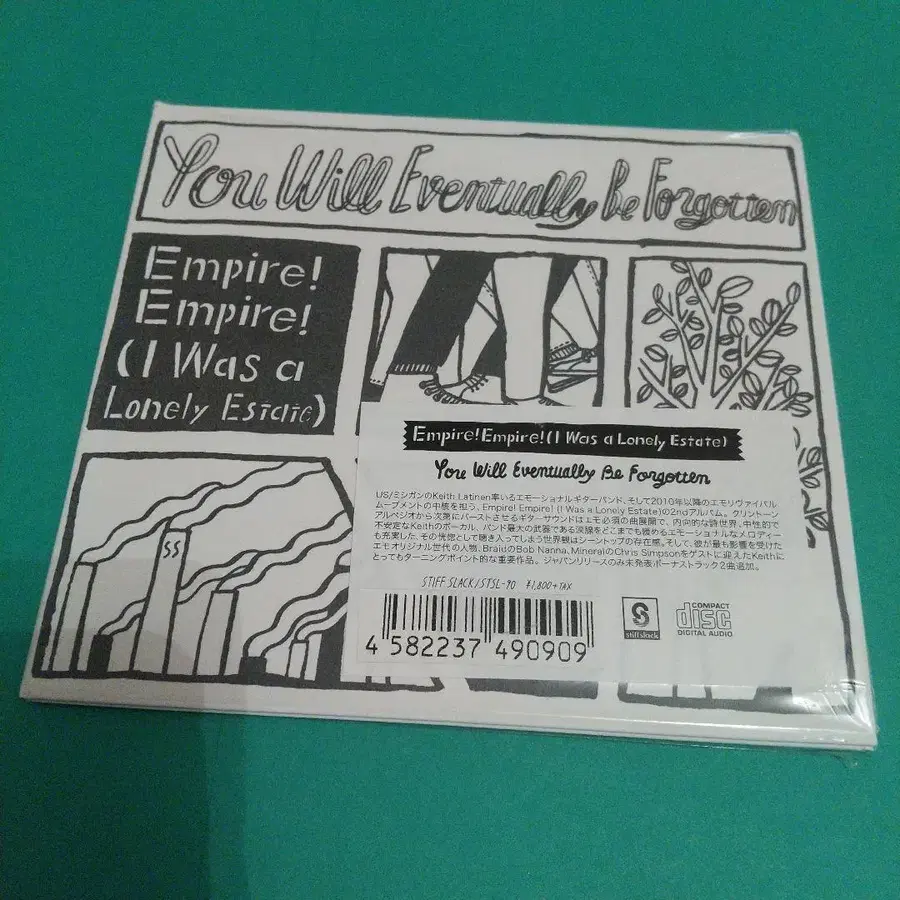 You Will Eventually Be Forgotten
Empire!
Empire!
(I Was a
Lonely Estate)
SS
Empire! Empire! (I Was a Lonely Estate)
You Will Eventually Be Forgotten
US/ミシガンのKeith Latinen率いるエモーショナルギターバンド、そして2010年以降のエモリヴァイバル
ムーブメントの中核を担う、Empire! Empire! (I Was a Lonely Estate)の2ndアルバム。クリーントーン
アルペジオから次第にバーストさせるギターサウンドはエモ必須の曲展開で、内向的な詩世界、中性的で
不安定なKeithのボーカル、バンド最大の武器である涙腺をどこまでも緩めるエモーショナルなメロディー
も充実した、その恍惚として聴き入ってしまう世界観はシーントップの存在感。そして、彼が最も影響を受けた
エモオリジナル世代の人物、BraidのBob Nanna、MineralのChris Simpsonをゲストに迎えたKeithに
とってもターニングポイント的な重要作品。ジャパンリリースのみ未発表ボーナストラック2曲追加。
STIFF SLACK/STSL-90 ¥1,800+TAX
4 582237 490909
S
stiff slack
COMPACT
disc
DIGITAL AUDIO